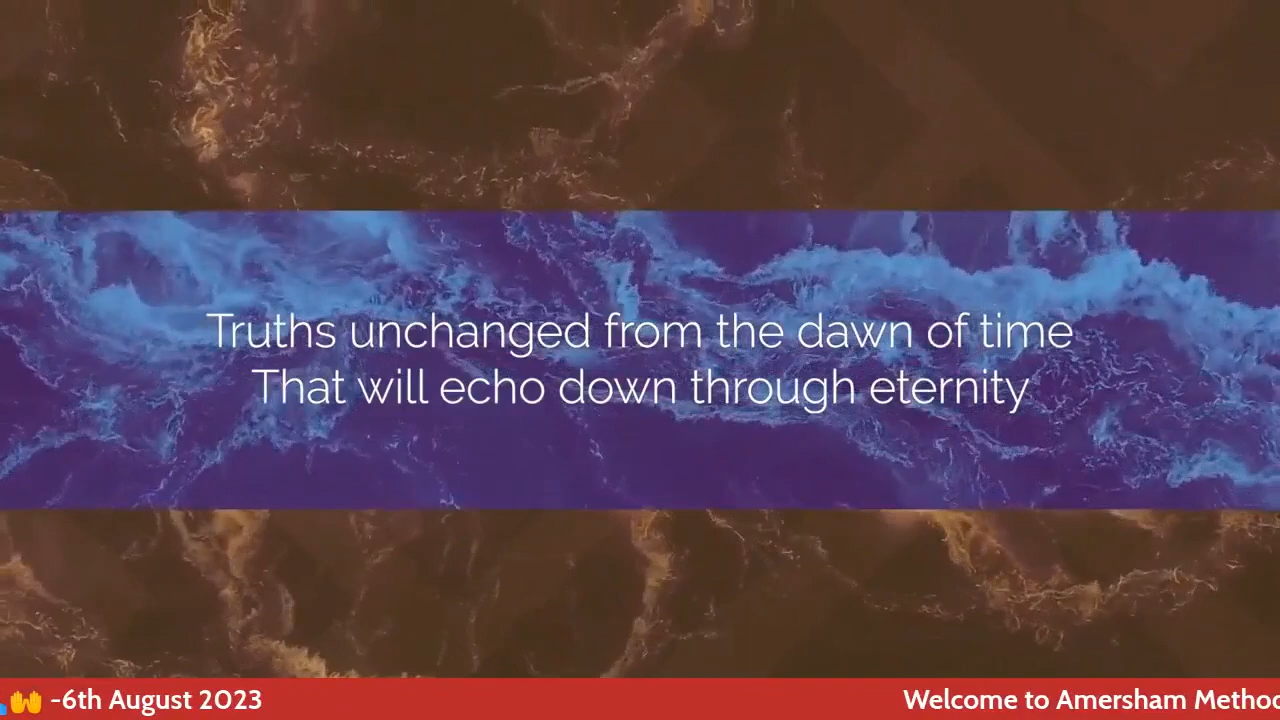 Truths unchanged from the dawn of time
That will echo down through eternity
🙌 -6th August 2023
Welcome to Amersham Methoc